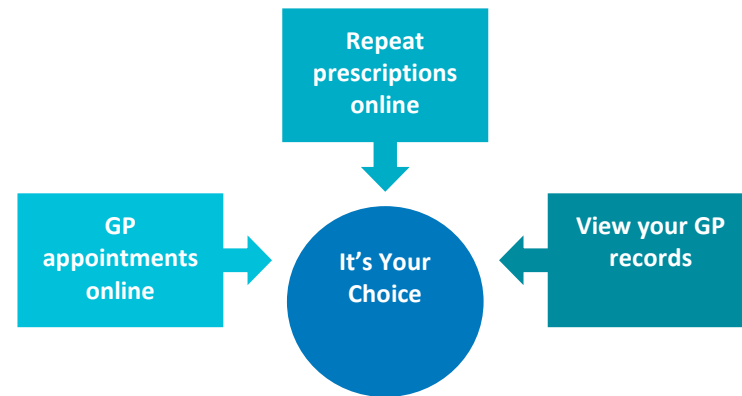 Repeat
prescriptions
online
GP
appointments
online
It’s Your
Choice
View your GP
records